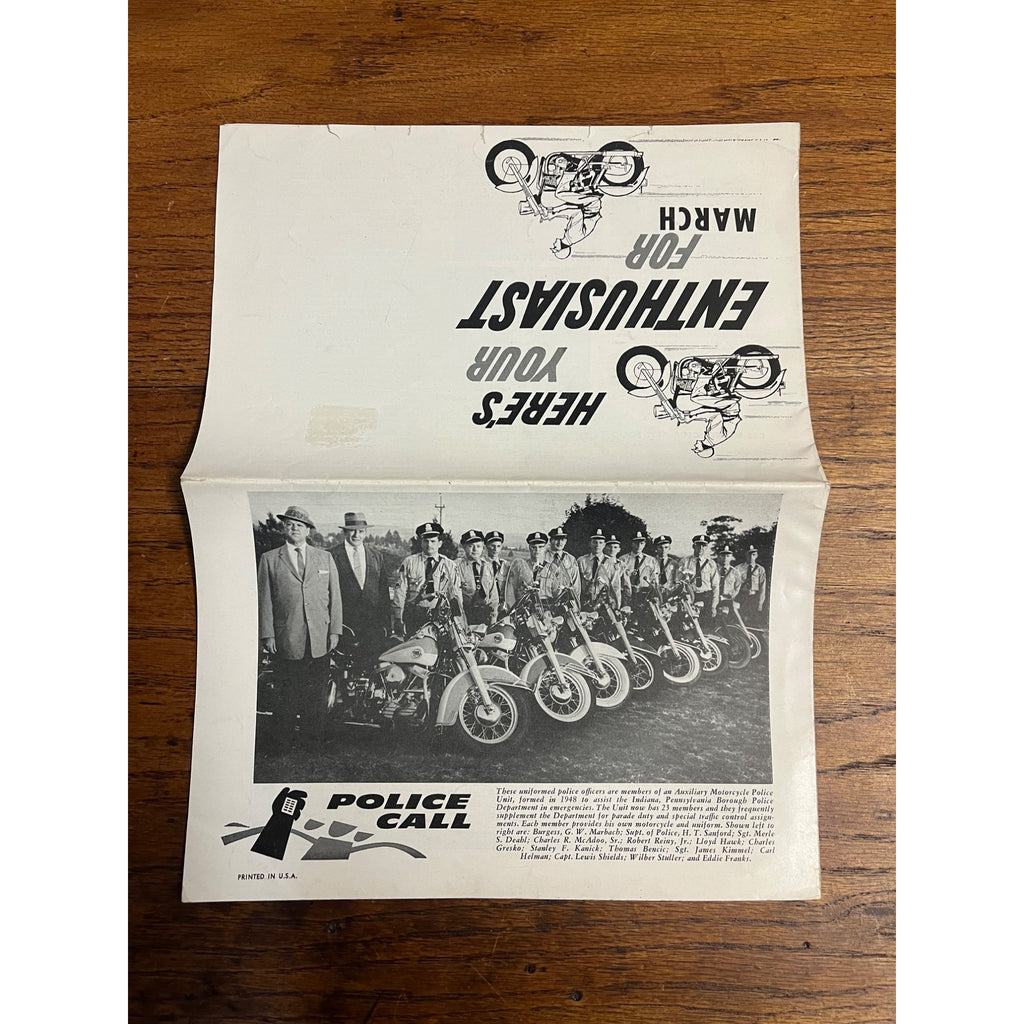 HERE'S
YOUR
ENTHUSIAST
FOR
MARCH
POLICE
CALL
These uniformed police officers are members of an Auxiliary Motorcycle Police
Unit, formed in 1948 to assist the Indiana, Pennsylvania Borough Police
Department in emergencies. The Unit now has 23 members and they frequently
supplement the Department for parade duty and special traffic control assign-
ments. Each member provides his own motorcycle and uniform. Shown left to
right are: Burgess, G. W. Marbach; Supt. of Police, H. T. Sanford; Sgt. Merle
S. Deahl; Charles R. McAdoo, Sr.; Robert Reiny, Jr.; Lloyd Hawk; Charles
Gresko; Stanley F. Kanick; Thomas Bencic; Sgt. James Kimmel; Carl
Helman; Capt. Lewis Shields; Wilber Stuller; and Eddie Franks.
PRINTED IN U.S.A.